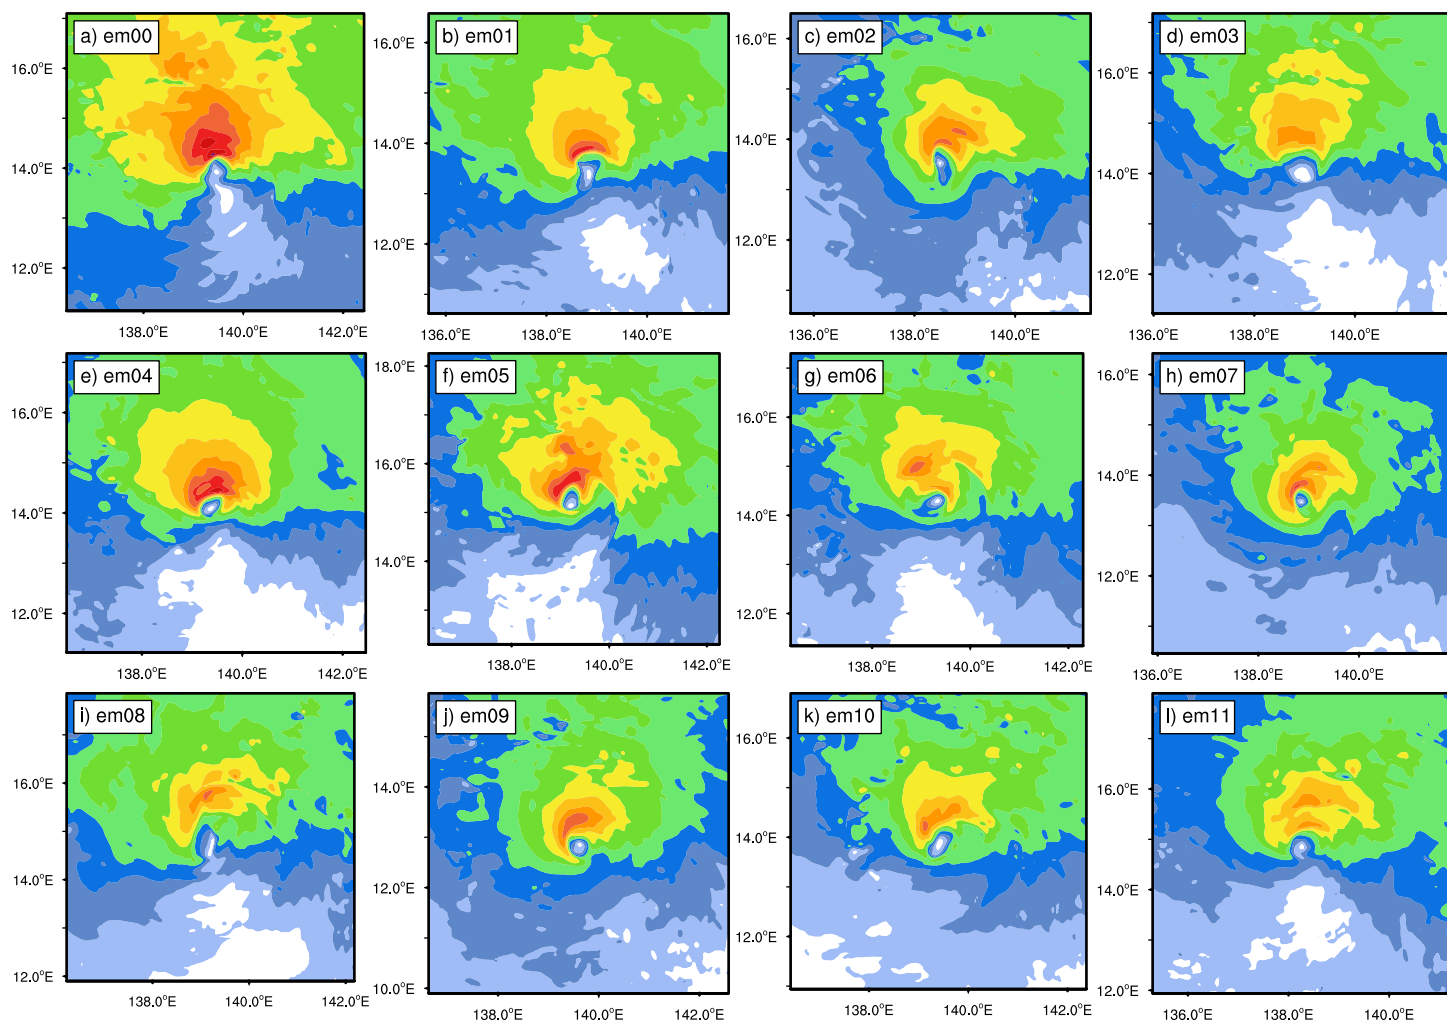 a) em00
b) em01
c) em02
d) em03
16.0°E
14.0°E
12.0°E
138.0°E 140.0°E 142.0°E
16.0°E
14.0°E
12.0°E
136.0°E 138.0°E 140.0°E
16.0°E
14.0°E
12.0°E
136.0°E 138.0°E 140.0°E
16.0°E
14.0°E
12.0°E
136.0°E 138.0°E 140.0°E
e) em04
f) em05
g) em06
h) em07
16.0°E
14.0°E
12.0°E
138.0°E 140.0°E 142.0°E
18.0°E
16.0°E
14.0°E
138.0°E 140.0°E 142.0°E
16.0°E
14.0°E
12.0°E
138.0°E 140.0°E 142.0°E
16.0°E
14.0°E
12.0°E
136.0°E 138.0°E 140.0°E
i) em08
j) em09
k) em10
l) em11
16.0°E
14.0°E
12.0°E
138.0°E 140.0°E 142.0°E
14.0°E
12.0°E
10.0°E
138.0°E 140.0°E 142.0°E
16.0°E
14.0°E
12.0°E
138.0°E 140.0°E 142.0°E
16.0°E
14.0°E
12.0°E
136.0°E 138.0°E 140.0°E